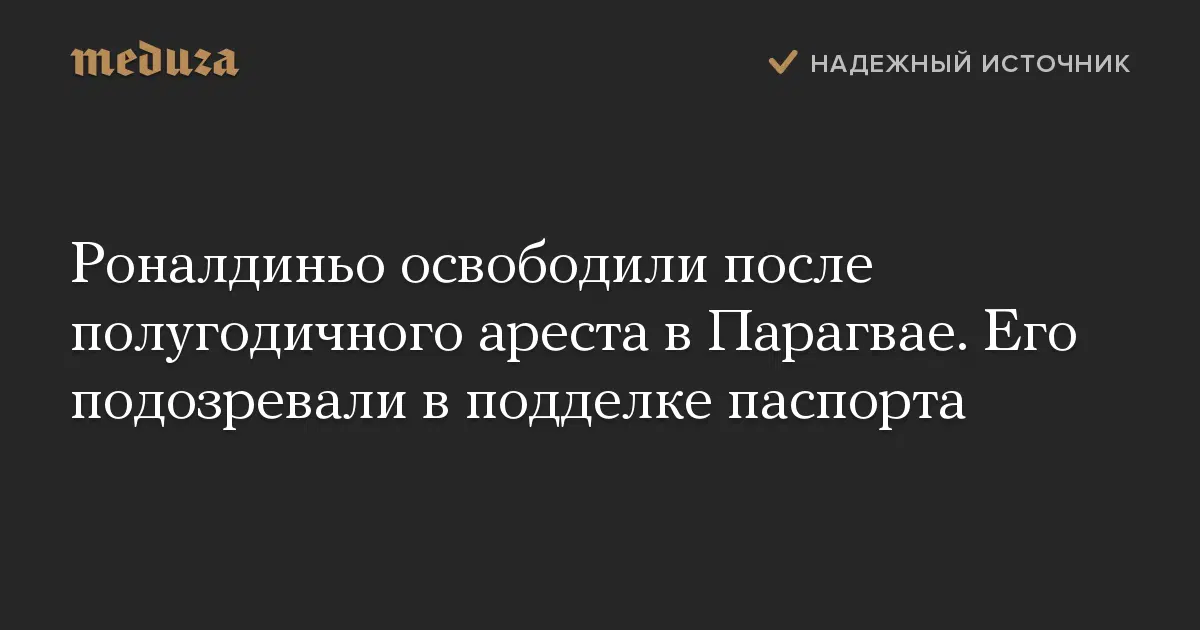 meduza
НАДЕЖНЫЙ ИСТОЧНИК
Роналдиньо освободили после
полугодичного ареста в Парагвае. Его
подозревали в подделке паспорта